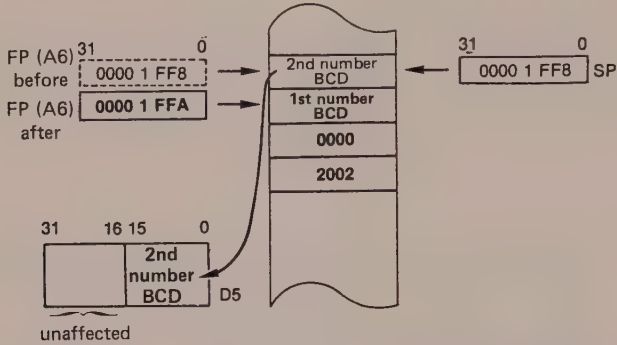 31 0
FP (A6)
before
0000 1 FF8
FP (A6)
after
0000 1 FFA
2nd number
BCD
1st number
BCD
0000
2002
31 0
0000 1 FF8 SP
31 16 15 0
2nd
number
BCD
D5
unaffected